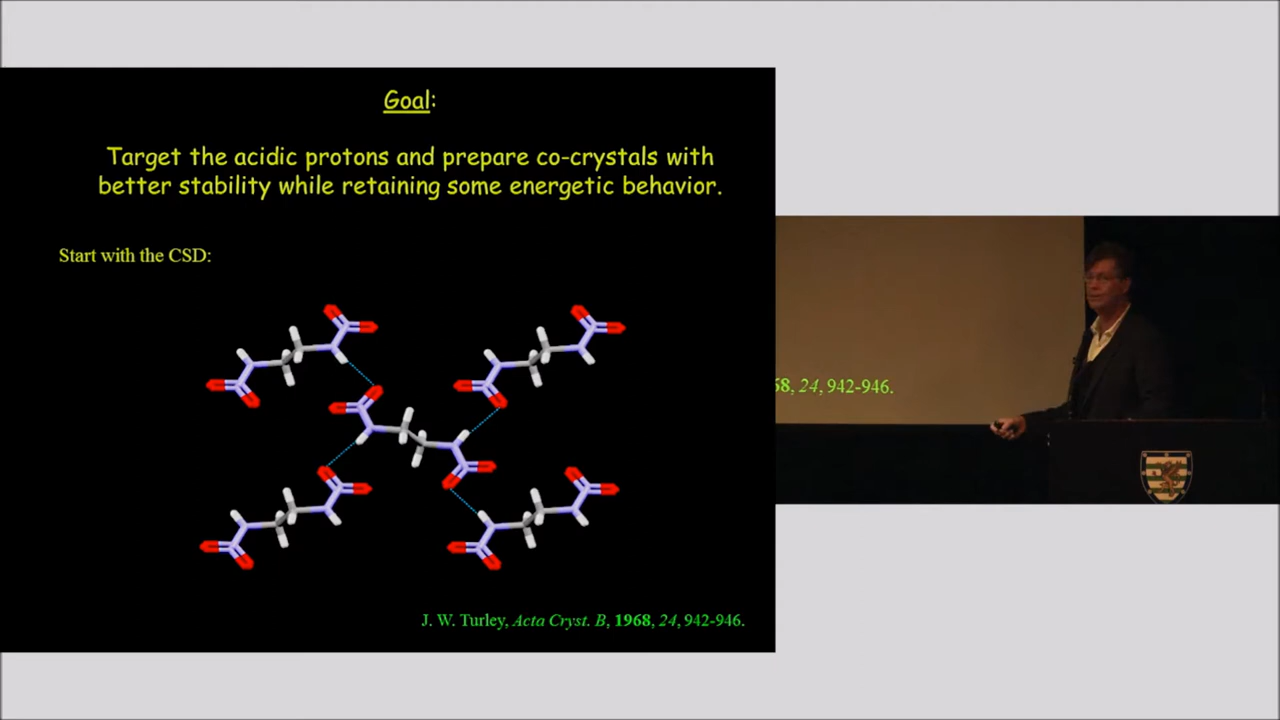 Goal:
Target the acidic protons and prepare co-crystals with
better stability while retaining some energetic behavior.
Start with the CSD:
J. W. Turley, Acta Cryst. B, 1968, 24, 942-946.
68, 24, 942-946.